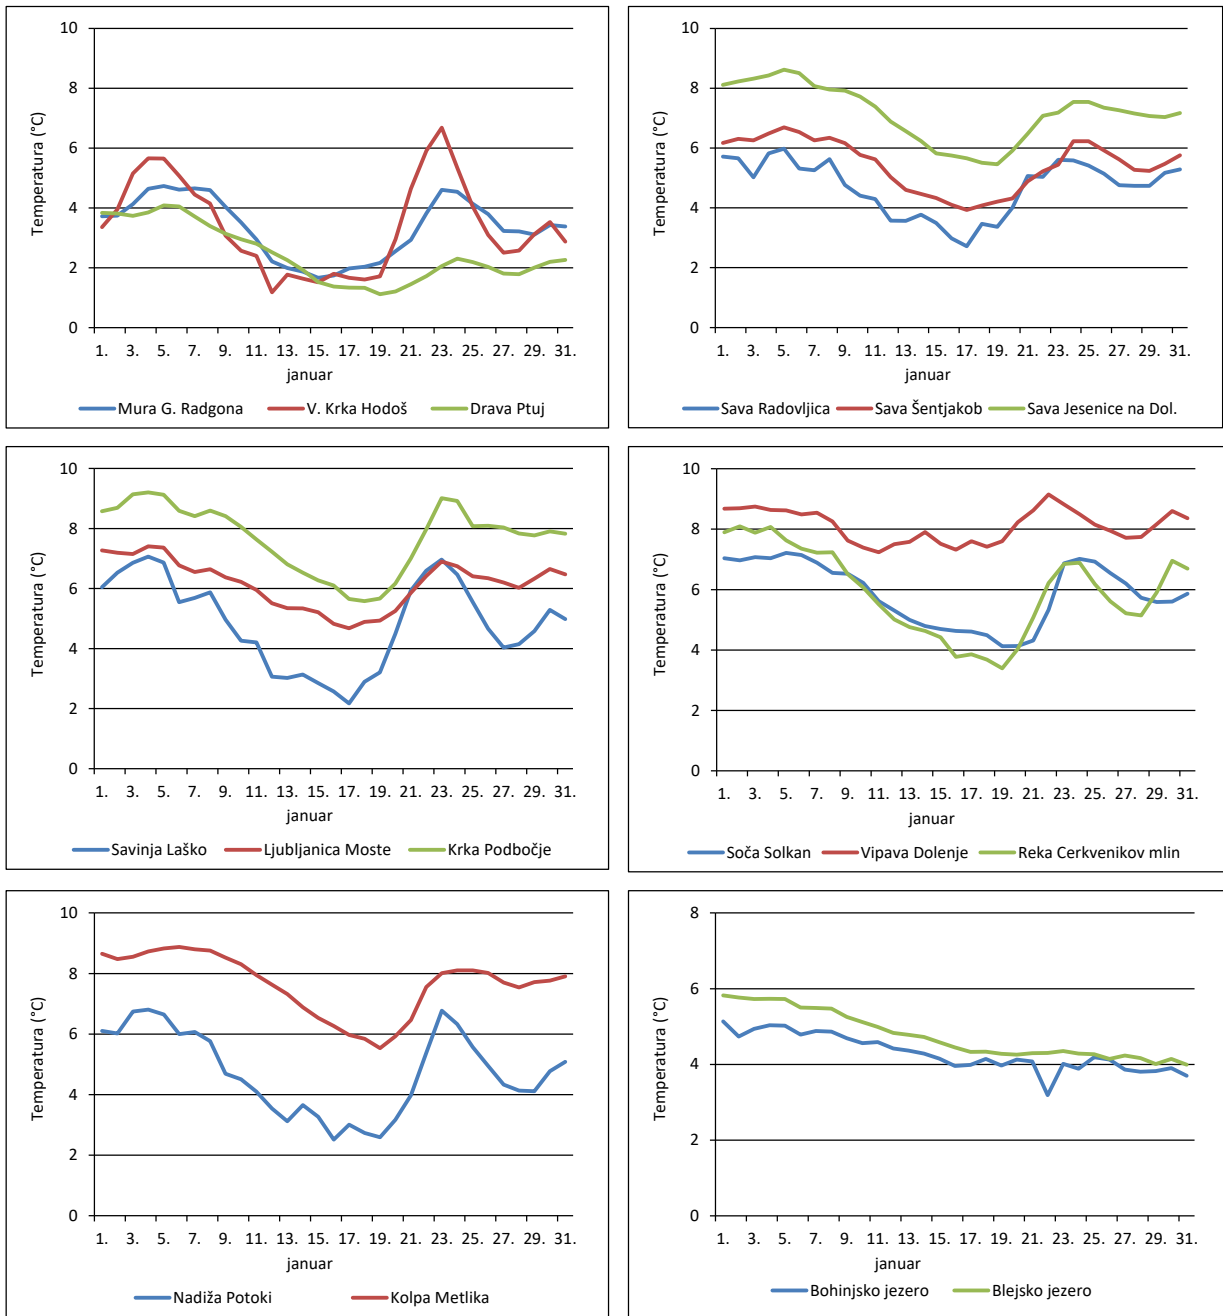 10
8
6
4
2
0
Temperatura (°C)
1. 3. 5. 7. 9. 11. 13. 15. 17. 19. 21. 23. 25. 27. 29. 31.
januar
Mura G. Radgona V. Krka Hodoš Drava Ptuj
10
8
6
4
2
0
Temperatura (°C)
1. 3. 5. 7. 9. 11. 13. 15. 17. 19. 21. 23. 25. 27. 29. 31.
januar
Sava Radovljica Sava Šentjakob Sava Jesenice na Dol.
10
8
6
4
2
0
Temperatura (°C)
1. 3. 5. 7. 9. 11. 13. 15. 17. 19. 21. 23. 25. 27. 29. 31.
januar
Savinja Laško Ljubljanica Moste Krka Podbočje
10
8
6
4
2
0
Temperatura (°C)
1. 3. 5. 7. 9. 11. 13. 15. 17. 19. 21. 23. 25. 27. 29. 31.
januar
Soča Solkan Vipava Dolenje Reka Cerkvenikov mlin
10
8
6
4
2
0
Temperatura (°C)
1. 3. 5. 7. 9. 11. 13. 15. 17. 19. 21. 23. 25. 27. 29. 31.
januar
Nadiža Potoki Kolpa Metlika
8
6
4
2
0
Temperatura (°C)
1. 3. 5. 7. 9. 11. 13. 15. 17. 19. 21. 23. 25. 27. 29. 31.
januar
Bohinjsko jezero Blejsko jezero